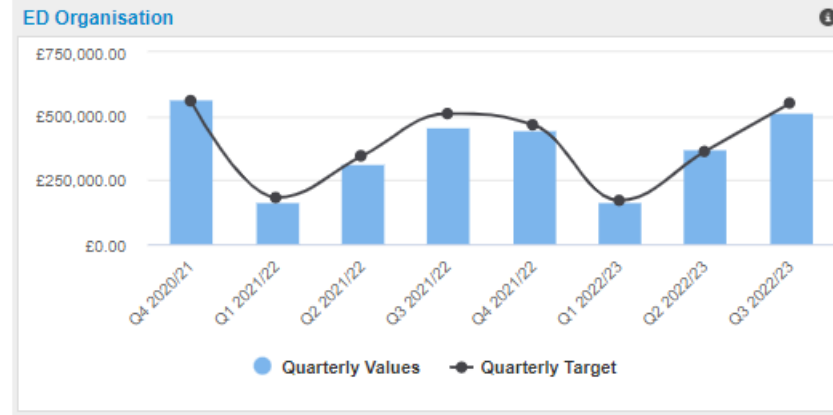 ED Organisation
£750,000.00
£500,000.00
£250,000.00
£0.00
Q4 2020/21
Q1 2021/22
Q2 2021/22
Q3 2021/22
Q4 2021/22
Q1 2022/23
Q2 2022/23
Q3 2022/23
Quarterly Values
Quarterly Target